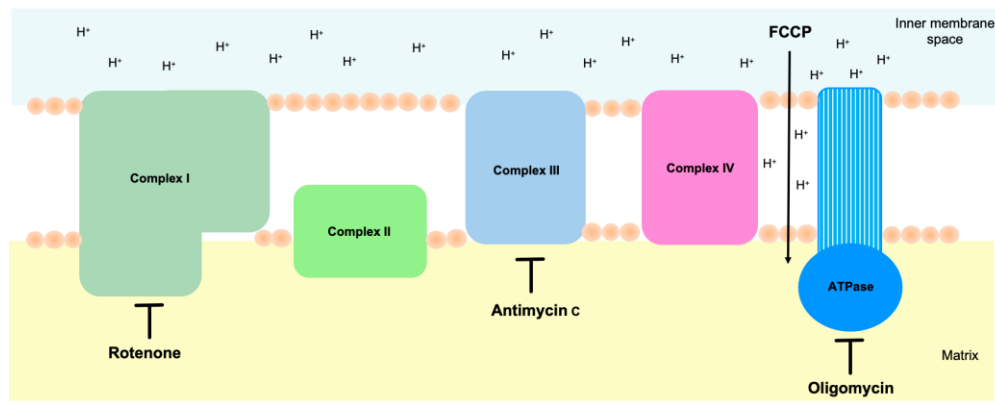 H⁺ H⁺ H⁺ H⁺ FCCP H⁺ Inner membrane
space
H⁺ H⁺ H⁺ H⁺ H⁺ H⁺ H⁺ H⁺ H⁺ H⁺ H⁺
H⁺
Complex I Complex III Complex IV H⁺
H⁺
Complex II
ATPase
Antimycin c
Rotenone Matrix
Oligomycin